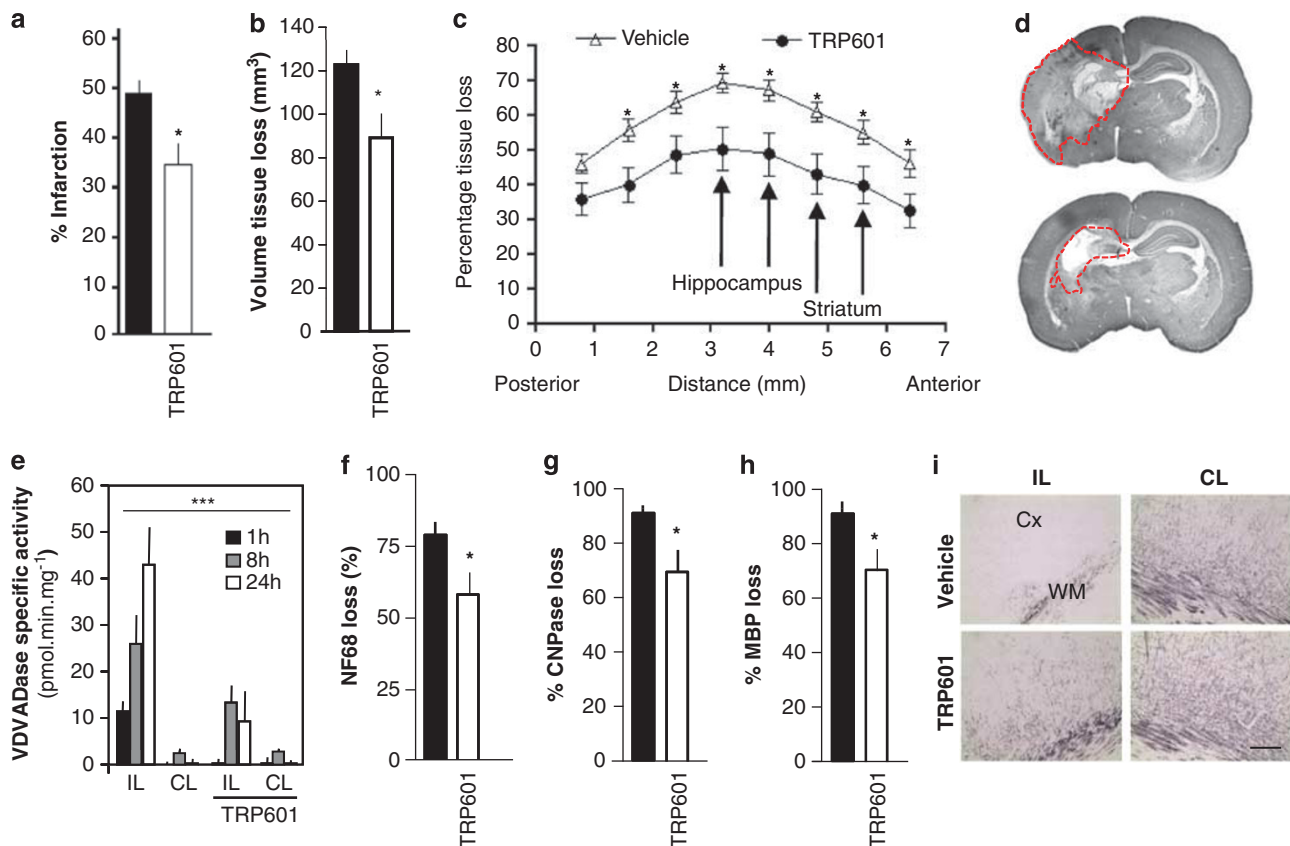 a
60
50
40
30
20
10
0
% Infarction
*
TRP601
b
140
120
100
80
60
40
20
0
Volume tissue loss (mm³)
*
TRP601
c
Vehicle
TRP601
80
70
60
50
40
30
20
10
0
Percentage tissue loss
* * * * * * *
Hippocampus
Striatum
0 1 2 3 4 5 6 7
Posterior Distance (mm) Anterior
d
e
60
50
40
30
20
10
0
VDVADase specific activity
(pmol.min.mg⁻¹)
***
1h
8h
24h
IL CL IL CL
TRP601
f
100
75
50
25
0
NF68 loss (%)
*
TRP601
g
100
80
60
40
20
0
% CNPase loss
*
TRP601
h
100
80
60
40
20
0
% MBP loss
*
TRP601
i
IL CL
Vehicle
Cx
WM
TRP601